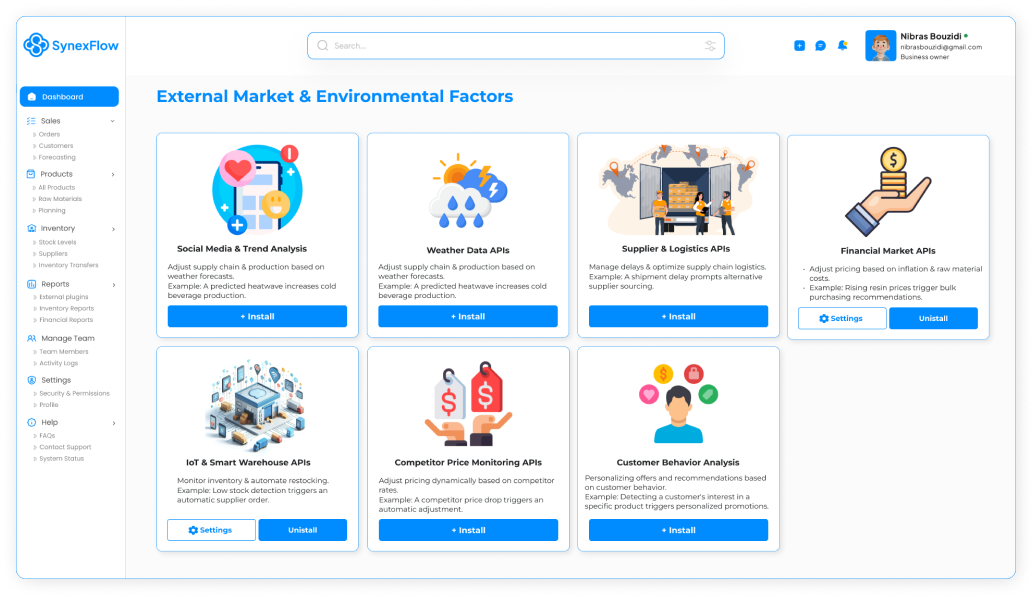 SynexFlow
Search...
Nibras Bouzidi
nibrasbouzidi@gmail.com
Business owner
Dashboard
Sales
Orders
Customers
Forecasting
Products
All Products
Raw Materials
Planning
Inventory
Stock Levels
Suppliers
Inventory Transfers
Reports
External plugins
Inventory Reports
Financial Reports
Manage Team
Team Members
Activity Logs
Settings
Security & Permissions
Profile
Help
FAQs
Contact Support
System Status
External Market & Environmental Factors
Social Media & Trend Analysis
Adjust supply chain & production based on
weather forecasts.
Example: A predicted heatwave increases cold
beverage production.
+ Install
Weather Data APIs
Adjust supply chain & production based on
weather forecasts.
Example: A predicted heatwave increases cold
beverage production.
+ Install
Supplier & Logistics APIs
Manage delays & optimize supply chain logistics.
Example: A shipment delay prompts alternative
supplier sourcing.
+ Install
Financial Market APIs
- Adjust pricing based on inflation & raw material
costs.
- Example: Rising resin prices trigger bulk
purchasing recommendations.
Settings
Unistall
IoT & Smart Warehouse APIs
Monitor inventory & automate restocking.
Example: Low stock detection triggers an
automatic supplier order.
Settings
Unistall
Competitor Price Monitoring APIs
Adjust pricing dynamically based on competitor
rates.
Example: A competitor price drop triggers an
automatic adjustment.
+ Install
Customer Behavior Analysis
Personalizing offers and recommendations based
on customer behavior.
Example: Detecting a customer's interest in a
specific product triggers personalized promotions.
+ Install